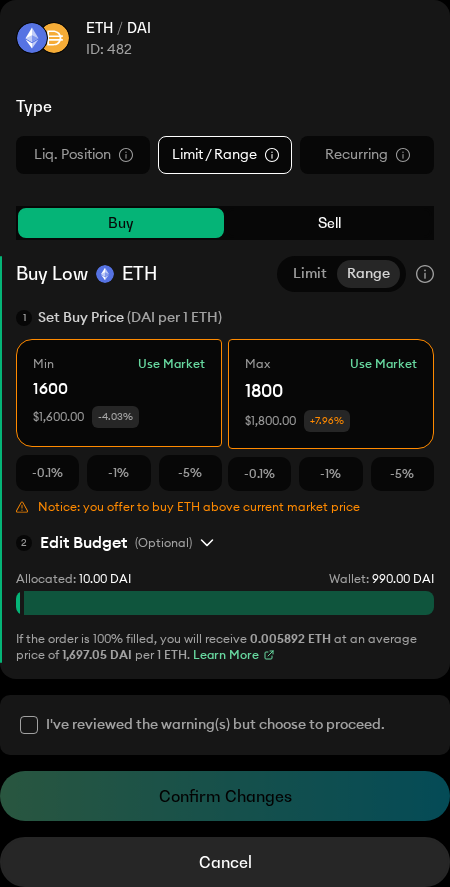 ETH / DAI
ID: 482
Type
Liq. Position
Limit / Range
Recurring
Buy
Sell
Buy Low ETH
Limit
Range
1 Set Buy Price (DAI per 1 ETH)
Min Use Market
1600
$1,600.00 -4.03%
Max Use Market
1800
$1,800.00 +7.96%
-0.1% -1% -5%
-0.1% -1% -5%
Notice: you offer to buy ETH above current market price
2 Edit Budget (Optional)
Allocated: 10.00 DAI
Wallet: 990.00 DAI
If the order is 100% filled, you will receive 0.005892 ETH at an average
price of 1,697.05 DAI per 1 ETH. Learn More
I've reviewed the warning(s) but choose to proceed.
Confirm Changes
Cancel